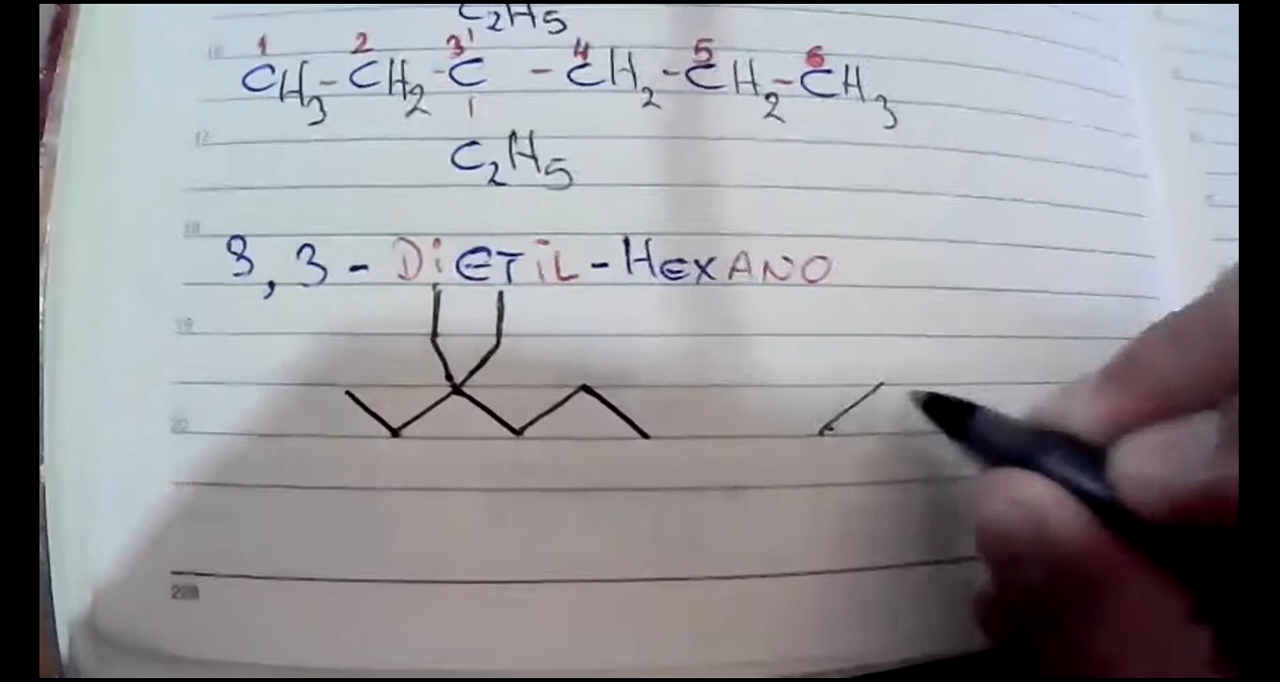 C2H5
1 2 3 4 5 6
CH3-CH2-C-CH2-CH2-CH3
C2H5
3,3-DiETiL-HEXANO